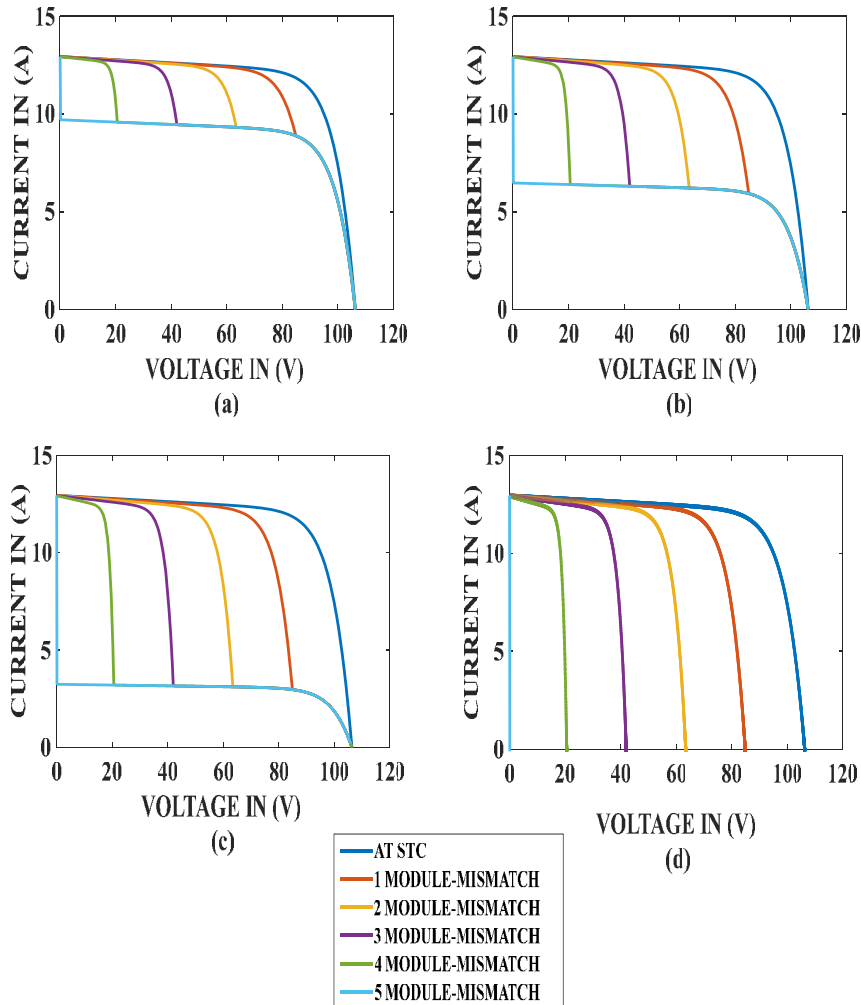 15
10
5
0
CURRENT IN (A)
0 20 40 60 80 100 120
VOLTAGE IN (V)
(a)
15
10
5
0
CURRENT IN (A)
0 20 40 60 80 100 120
VOLTAGE IN (V)
(b)
15
10
5
0
CURRENT IN (A)
0 20 40 60 80 100 120
VOLTAGE IN (V)
(c)
15
10
5
0
CURRENT IN (A)
0 20 40 60 80 100 120
VOLTAGE IN (V)
(d)
AT STC
1 MODULE-MISMATCH
2 MODULE-MISMATCH
3 MODULE-MISMATCH
4 MODULE-MISMATCH
5 MODULE-MISMATCH